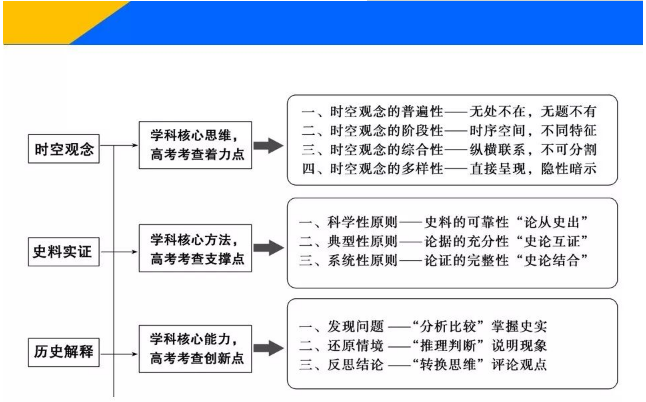 时空观念
学科核心思维，
高考考查着力点
一、时空观念的普遍性——无处不在，无题不有
二、时空观念的阶段性——时序空间，不同特征
三、时空观念的综合性——纵横联系，不可分割
四、时空观念的多样性——直接呈现，隐性暗示
史料实证
学科核心方法，
高考考查支撑点
一、科学性原则——史料的可靠性“论从史出”
二、典型性原则——论据的充分性“史论互证”
三、系统性原则——论证的完整性“史论结合”
历史解释
学科核心能力，
高考考查创新点
一、发现问题——“分析比较”掌握史实
二、还原情境——“推理判断”说明现象
三、反思结论——“转换思维”评论观点